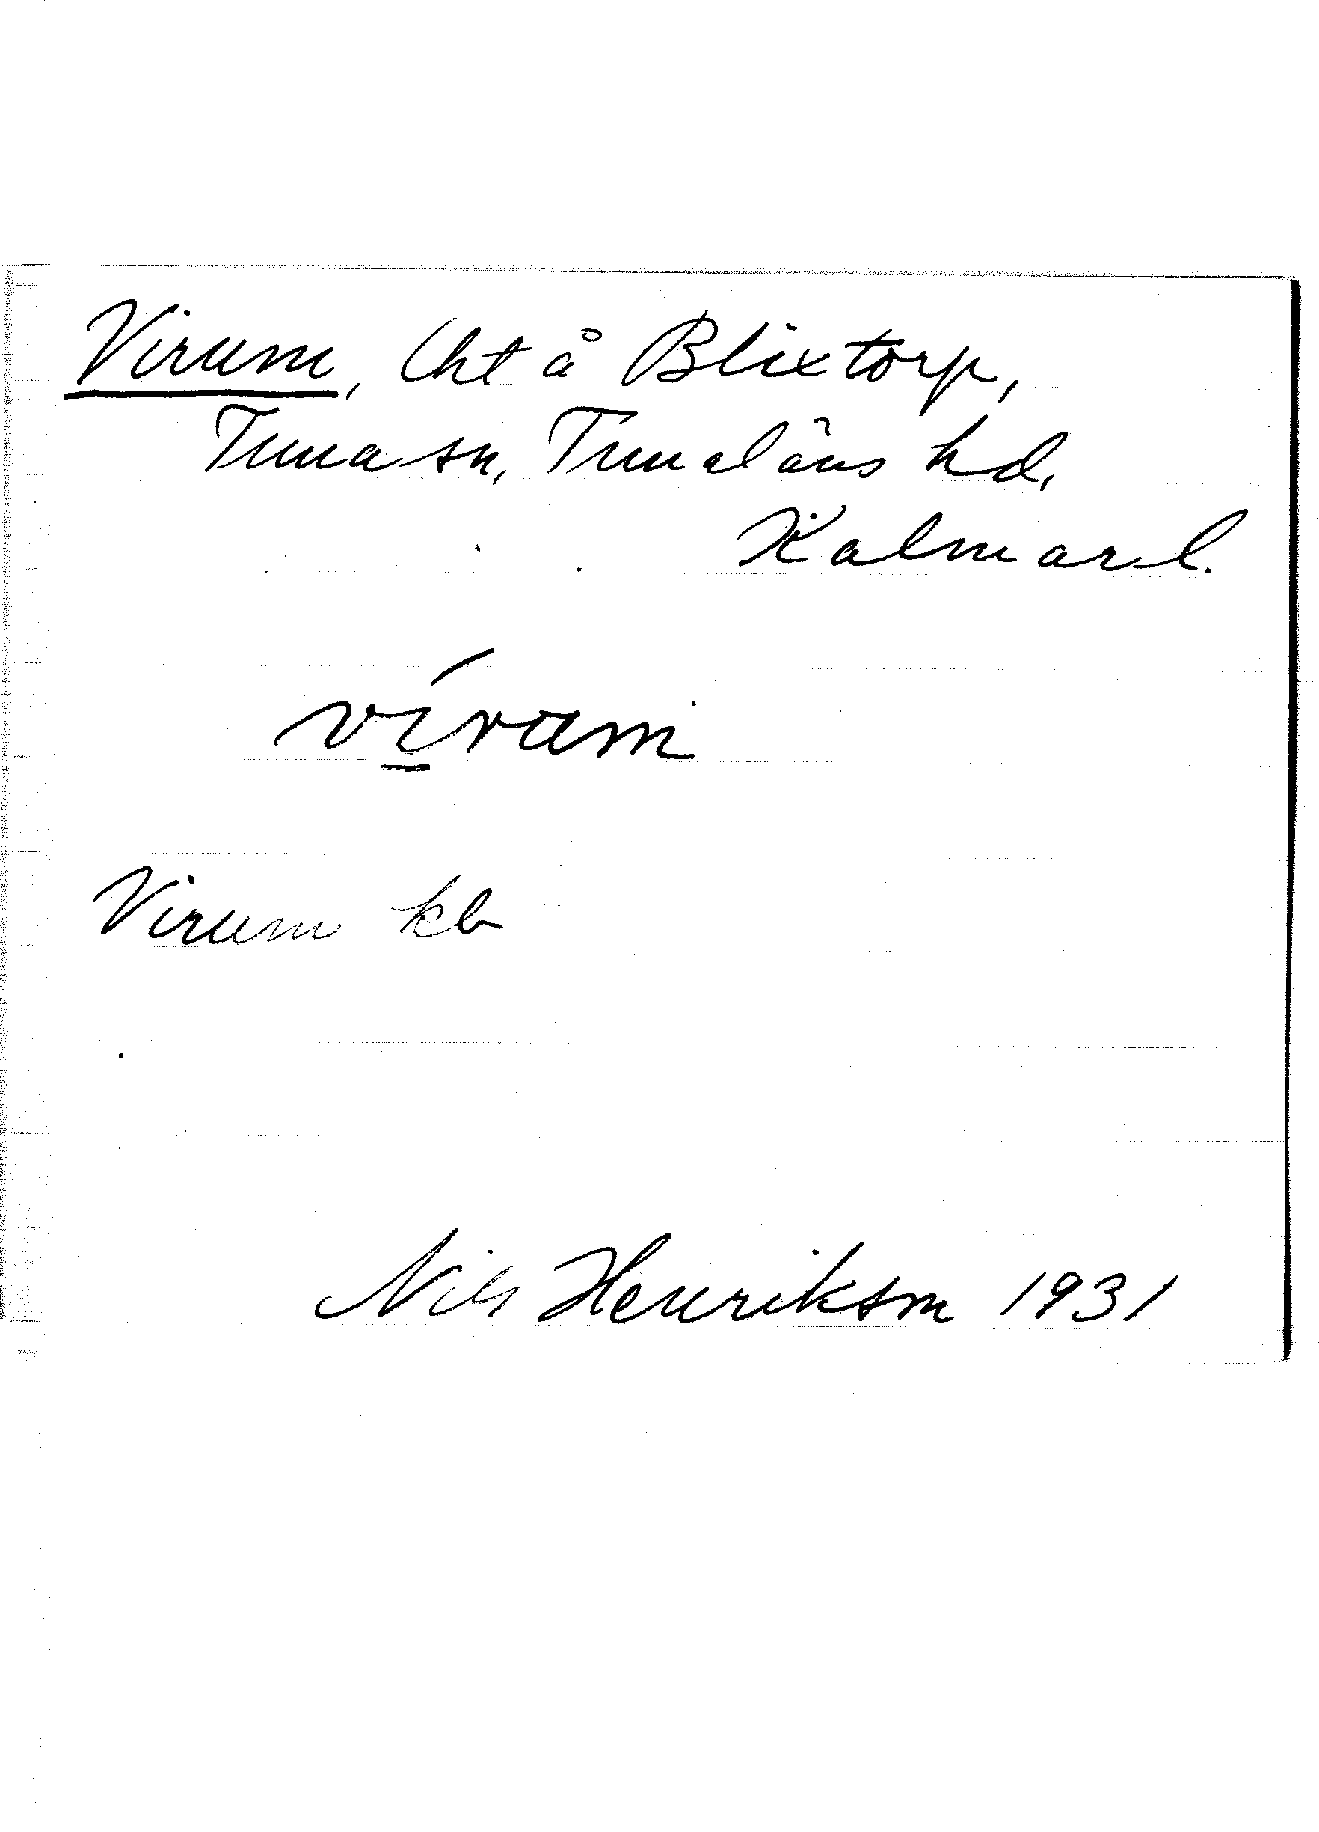 Virum, lht å Blixtorp,
Tuna sn, Tunaläns hd,
Kalmar l.
víram
Virum kb
Nils Henrikson 1931